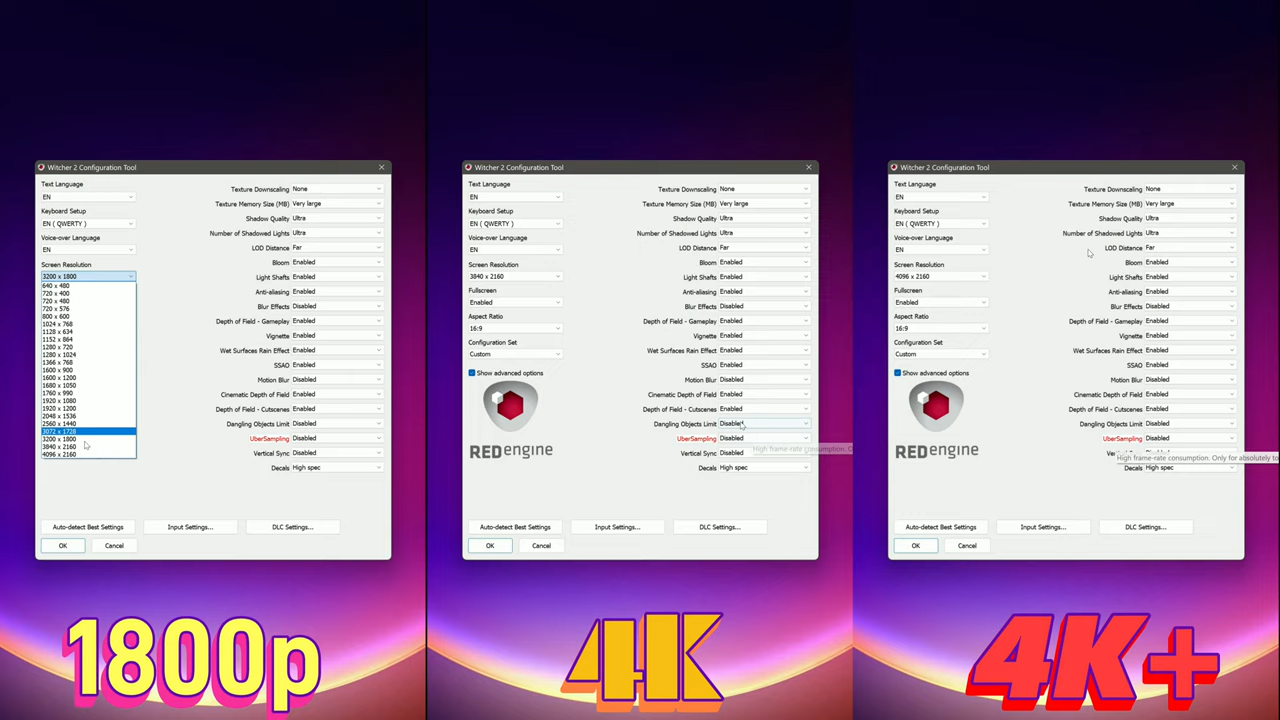 Witcher 2 Configuration Tool
Text Language
EN
Keyboard Setup
EN ( QWERTY )
Voice-over Language
EN
Screen Resolution
3200 x 1800
640 x 480
720 x 400
720 x 480
720 x 576
800 x 600
1024 x 768
1128 x 634
1152 x 864
1280 x 720
1280 x 1024
1366 x 768
1600 x 900
1600 x 1200
1680 x 1050
1760 x 990
1920 x 1080
1920 x 1200
2048 x 1536
2560 x 1440
3072 x 1728
3200 x 1800
3840 x 2160
4096 x 2160
Texture Downscaling None
Texture Memory Size (MB) Very large
Shadow Quality Ultra
Number of Shadowed Lights Ultra
LOD Distance Far
Bloom Enabled
Light Shafts Enabled
Anti-aliasing Enabled
Blur Effects Disabled
Depth of Field - Gameplay Enabled
Vignette Enabled
Wet Surfaces Rain Effect Enabled
SSAO Enabled
Motion Blur Disabled
Cinematic Depth of Field Enabled
Depth of Field - Cutscenes Enabled
Dangling Objects Limit Disabled
UberSampling Disabled
Vertical Sync Disabled
Decals High spec
Auto-detect Best Settings Input Settings... DLC Settings...
OK Cancel
1800p
Witcher 2 Configuration Tool
Text Language
EN
Keyboard Setup
EN ( QWERTY )
Voice-over Language
EN
Screen Resolution
3840 x 2160
Fullscreen
Enabled
Aspect Ratio
16:9
Configuration Set
Custom
Show advanced options
REDengine
Texture Downscaling None
Texture Memory Size (MB) Very large
Shadow Quality Ultra
Number of Shadowed Lights Ultra
LOD Distance Far
Bloom Enabled
Light Shafts Enabled
Anti-aliasing Enabled
Blur Effects Disabled
Depth of Field - Gameplay Enabled
Vignette Enabled
Wet Surfaces Rain Effect Enabled
SSAO Enabled
Motion Blur Disabled
Cinematic Depth of Field Enabled
Depth of Field - Cutscenes Enabled
Dangling Objects Limit Disabled
UberSampling Disabled
High frame-rate consumption.
Vertical Sync Disabled
Decals High spec
Auto-detect Best Settings Input Settings... DLC Settings...
OK Cancel
4K
Witcher 2 Configuration Tool
Text Language
EN
Keyboard Setup
EN ( QWERTY )
Voice-over Language
EN
Screen Resolution
4096 x 2160
Fullscreen
Enabled
Aspect Ratio
16:9
Configuration Set
Custom
Show advanced options
REDengine
Texture Downscaling None
Texture Memory Size (MB) Very large
Shadow Quality Ultra
Number of Shadowed Lights Ultra
LOD Distance Far
Bloom Enabled
Light Shafts Enabled
Anti-aliasing Enabled
Blur Effects Disabled
Depth of Field - Gameplay Enabled
Vignette Enabled
Wet Surfaces Rain Effect Enabled
SSAO Enabled
Motion Blur Disabled
Cinematic Depth of Field Enabled
Depth of Field - Cutscenes Enabled
Dangling Objects Limit Disabled
UberSampling Disabled
High frame-rate consumption. Only for absolutely to
Decals High spec
Auto-detect Best Settings Input Settings... DLC Settings...
OK Cancel
4K+